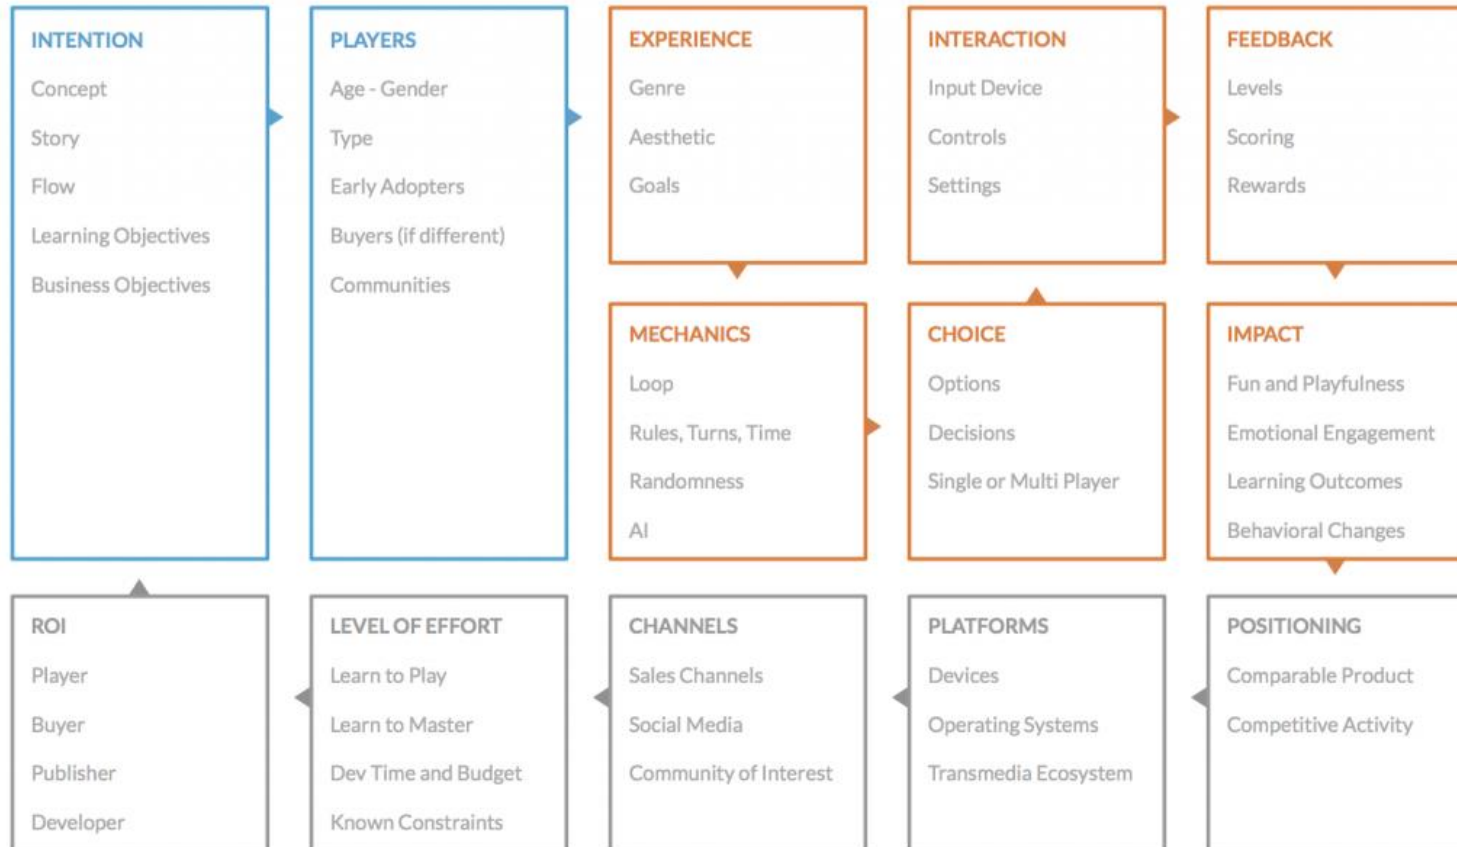 INTENTION
Concept
Story
Flow
Learning Objectives
Business Objectives
PLAYERS
Age - Gender
Type
Early Adopters
Buyers (if different)
Communities
EXPERIENCE
Genre
Aesthetic
Goals
MECHANICS
Loop
Rules, Turns, Time
Randomness
AI
CHOICE
Options
Decisions
Single or Multi Player
INTERACTION
Input Device
Controls
Settings
FEEDBACK
Levels
Scoring
Rewards
IMPACT
Fun and Playfulness
Emotional Engagement
Learning Outcomes
Behavioral Changes
POSITIONING
Comparable Product
Competitive Activity
PLATFORMS
Devices
Operating Systems
Transmedia Ecosystem
CHANNELS
Sales Channels
Social Media
Community of Interest
LEVEL OF EFFORT
Learn to Play
Learn to Master
Dev Time and Budget
Known Constraints
ROI
Player
Buyer
Publisher
Developer